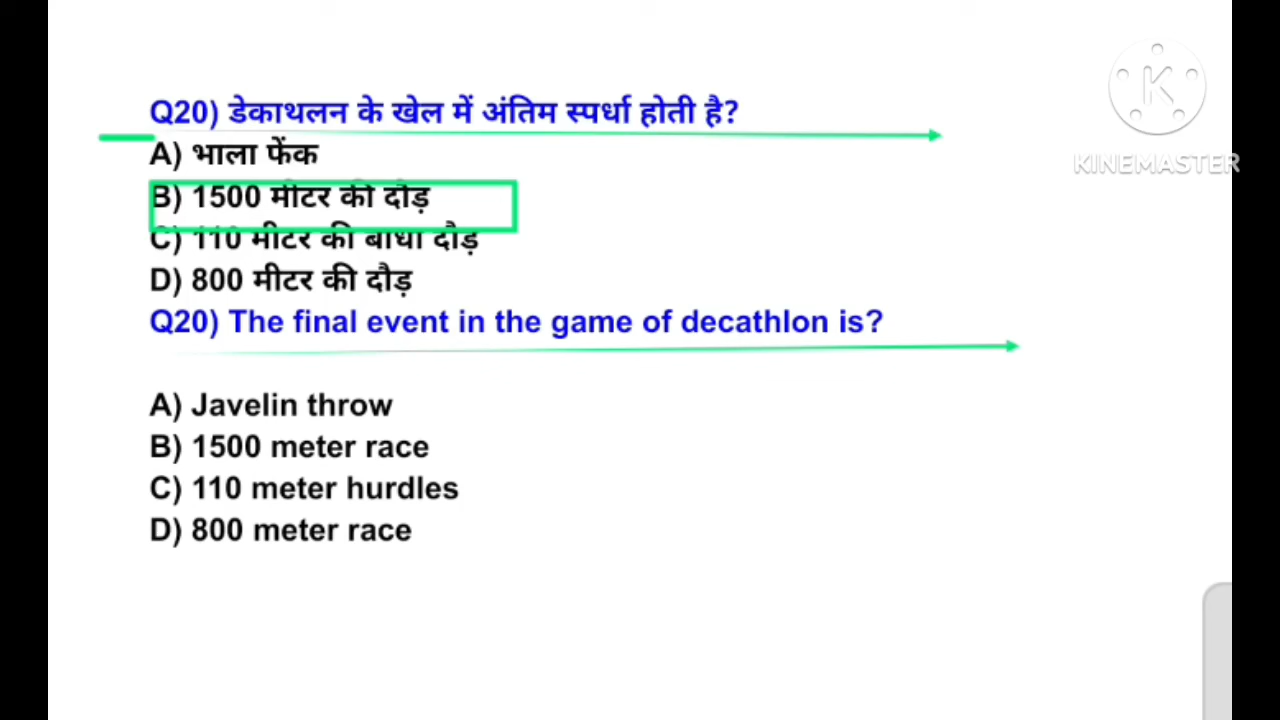 Q20) डेकाथलन के खेल में अंतिम स्पर्धा होती है?
A) भाला फेंक
B) 1500 मीटर की दौड़
C) 110 मीटर की बाधा दौड़
D) 800 मीटर की दौड़
Q20) The final event in the game of decathlon is?
A) Javelin throw
B) 1500 meter race
C) 110 meter hurdles
D) 800 meter race
K
KINEMASTER